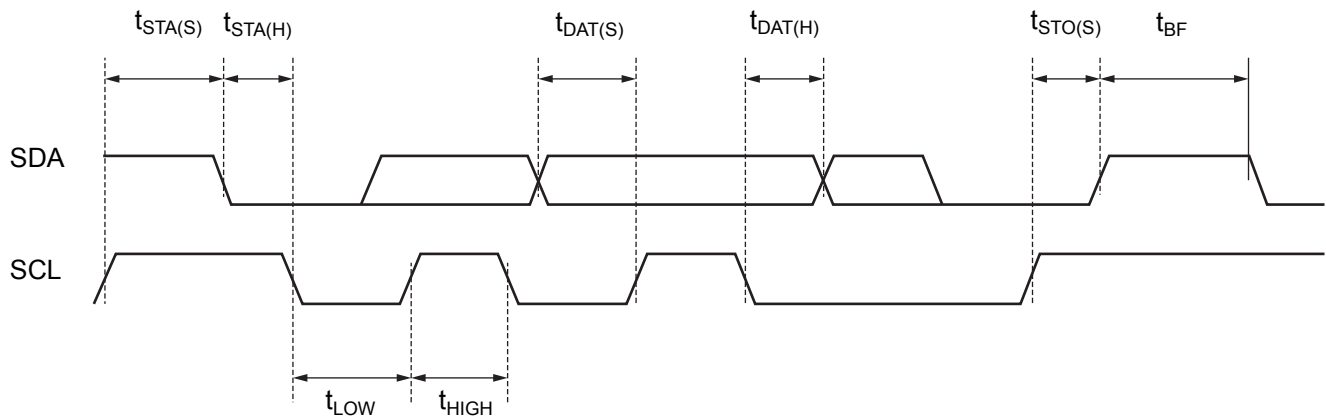 tSTA(S) tSTA(H) tDAT(S) tDAT(H) tSTO(S) tBF
SDA
SCL
tLOW tHIGH